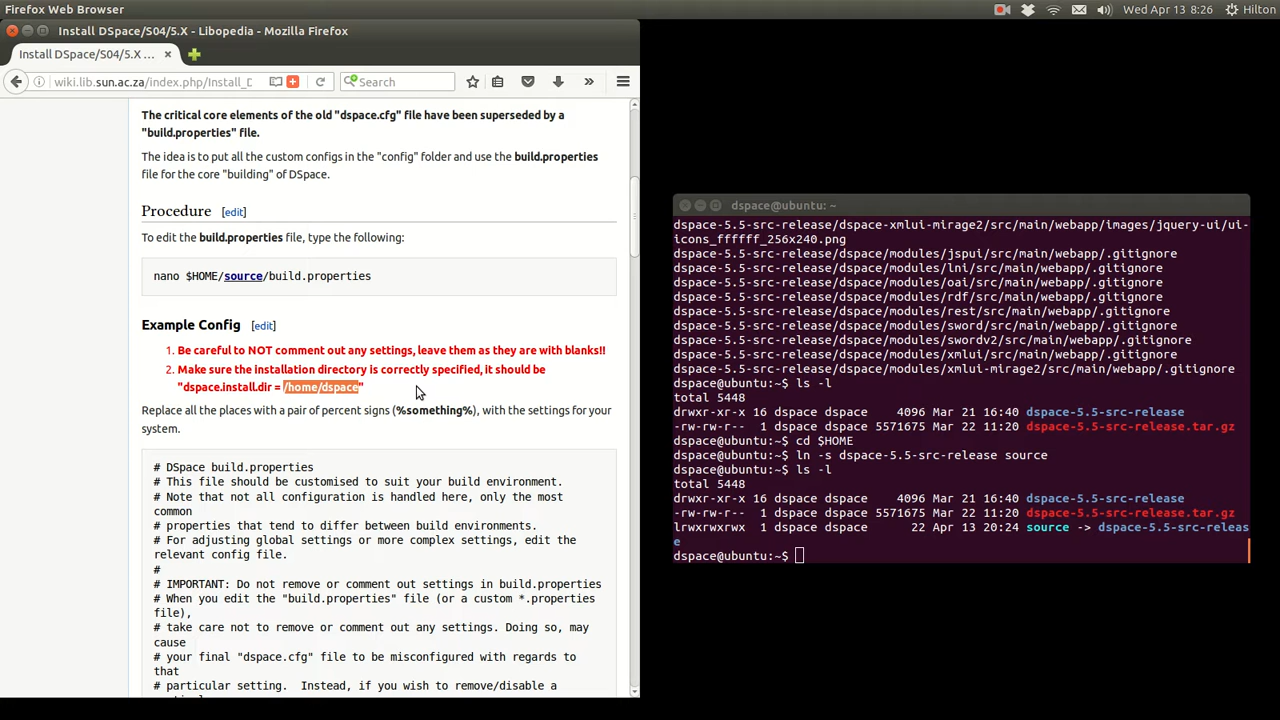 Firefox Web Browser
Wed Apr 13 8:26 Hilton
Install DSpace/S04/5.X - Libopedia - Mozilla Firefox
Install DSpace/S04/5.X ... ×
wiki.lib.sun.ac.za/index.php/Install_D
Search
The critical core elements of the old "dspace.cfg" file have been superseded by a
"build.properties" file.
The idea is to put all the custom configs in the "config" folder and use the build.properties
file for the core "building" of DSpace.
Procedure [edit]
To edit the build.properties file, type the following:
nano $HOME/source/build.properties
Example Config [edit]
1. Be careful to NOT comment out any settings, leave them as they are with blanks!!
2. Make sure the installation directory is correctly specified, it should be
"dspace.install.dir = /home/dspace"
Replace all the places with a pair of percent signs (%something%), with the settings for your
system.
# DSpace build.properties
# This file should be customised to suit your build environment.
# Note that not all configuration is handled here, only the most
common
# properties that tend to differ between build environments.
# For adjusting global settings or more complex settings, edit the
relevant config file.
#
# IMPORTANT: Do not remove or comment out settings in build.properties
# When you edit the "build.properties" file (or a custom *.properties
file),
# take care not to remove or comment out any settings. Doing so, may
cause
# your final "dspace.cfg" file to be misconfigured with regards to
that
# particular setting.  Instead, if you wish to remove/disable a
dspace@ubuntu: ~
dspace-5.5-src-release/dspace-xmlui-mirage2/src/main/webapp/images/jquery-ui/ui-
icons_ffffff_256x240.png
dspace-5.5-src-release/dspace/modules/jspui/src/main/webapp/.gitignore
dspace-5.5-src-release/dspace/modules/lni/src/main/webapp/.gitignore
dspace-5.5-src-release/dspace/modules/oai/src/main/webapp/.gitignore
dspace-5.5-src-release/dspace/modules/rdf/src/main/webapp/.gitignore
dspace-5.5-src-release/dspace/modules/rest/src/main/webapp/.gitignore
dspace-5.5-src-release/dspace/modules/sword/src/main/webapp/.gitignore
dspace-5.5-src-release/dspace/modules/swordv2/src/main/webapp/.gitignore
dspace-5.5-src-release/dspace/modules/xmlui/src/main/webapp/.gitignore
dspace-5.5-src-release/dspace/modules/xmlui-mirage2/src/main/webapp/.gitignore
dspace@ubuntu:~$ ls -l
total 5448
drwxr-xr-x 16 dspace dspace    4096 Mar 21 16:40 dspace-5.5-src-release
-rw-rw-r--  1 dspace dspace 5571675 Mar 22 11:20 dspace-5.5-src-release.tar.gz
dspace@ubuntu:~$ cd $HOME
dspace@ubuntu:~$ ln -s dspace-5.5-src-release source
dspace@ubuntu:~$ ls -l
total 5448
drwxr-xr-x 16 dspace dspace    4096 Mar 21 16:40 dspace-5.5-src-release
-rw-rw-r--  1 dspace dspace 5571675 Mar 22 11:20 dspace-5.5-src-release.tar.gz
lrwxrwxrwx  1 dspace dspace      22 Apr 13 20:24 source -> dspace-5.5-src-releas
e
dspace@ubuntu:~$